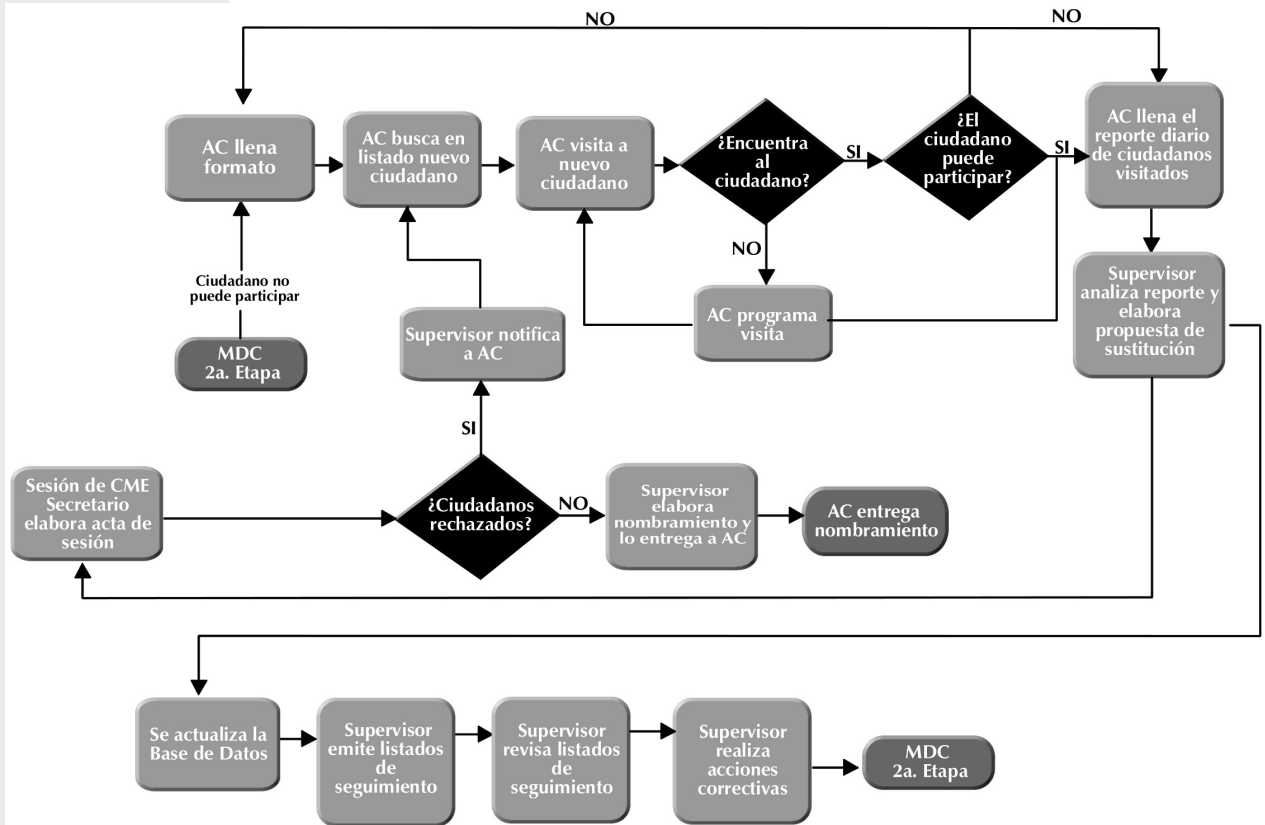 NO
NO
AC llena
formato
AC busca en
listado nuevo
ciudadano
AC visita a
nuevo
ciudadano
¿Encuentra
al
ciudadano?
SI
¿El
ciudadano
puede
participar?
SI
AC llena el
reporte diario
de ciudadanos
visitados
NO
Ciudadano no
puede participar
MDC
2a. Etapa
Supervisor notifica
a AC
AC programa
visita
Supervisor
analiza reporte y
elabora
propuesta de
sustitución
SI
Sesión de CME
Secretario
elabora acta de
sesión
¿Ciudadanos
rechazados?
NO
Supervisor
elabora
nombramiento y
lo entrega a AC
AC entrega
nombramiento
Se actualiza la
Base de Datos
Supervisor
emite listados
de
seguimiento
Supervisor
revisa listados
de
seguimiento
Supervisor
realiza
acciones
correctivas
MDC
2a. Etapa